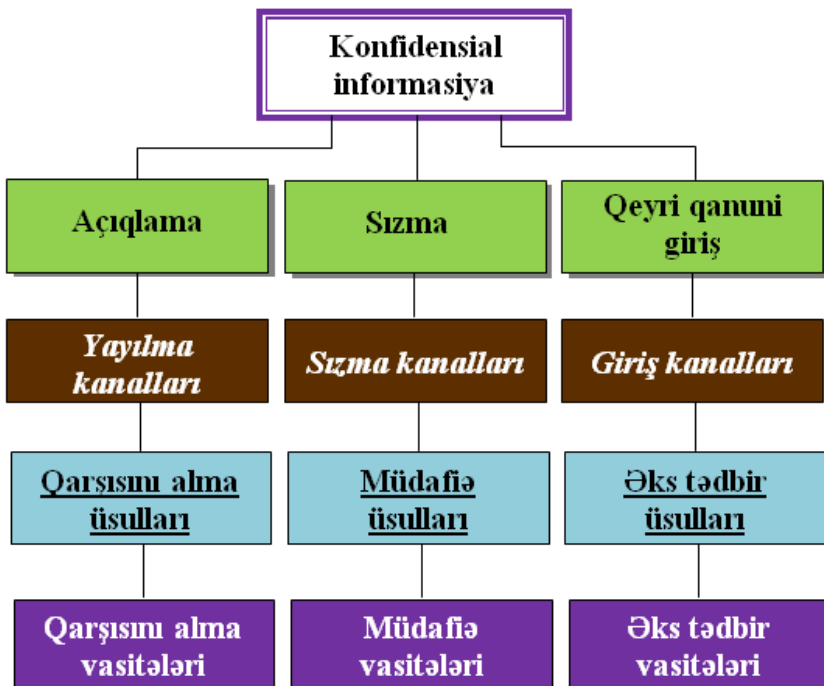 Konfidensial
informasiya
Açıqlama
Sızma
Qeyri qanuni
giriş
Yayılma
kanalları
Sızma kanalları
Giriş kanalları
Qarşısını alma
üsulları
Müdafiə
üsulları
Əks tədbir
üsulları
Qarşısını alma
vasitələri
Müdafiə
vasitələri
Əks tədbir
vasitələri